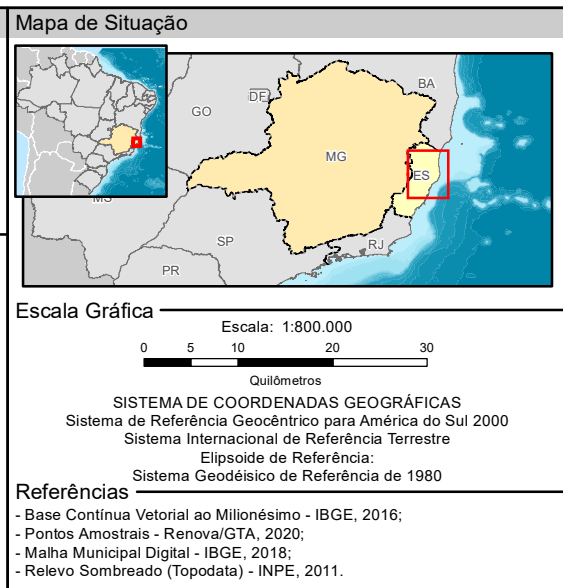 Mapa de Situação
BA
DF
GO
MG
ES
MS
SP
RJ
PR
Escala Gráfica
Escala: 1:800.000
0 5 10 20 30
Quilômetros
SISTEMA DE COORDENADAS GEOGRÁFICAS
Sistema de Referência Geocêntrico para América do Sul 2000
Sistema Internacional de Referência Terrestre
Elipsoide de Referência:
Sistema Geodéisico de Referência de 1980
Referências
- Base Contínua Vetorial ao Milionésimo - IBGE, 2016;
- Pontos Amostrais - Renova/GTA, 2020;
- Malha Municipal Digital - IBGE, 2018;
- Relevo Sombreado (Topodata) - INPE, 2011.